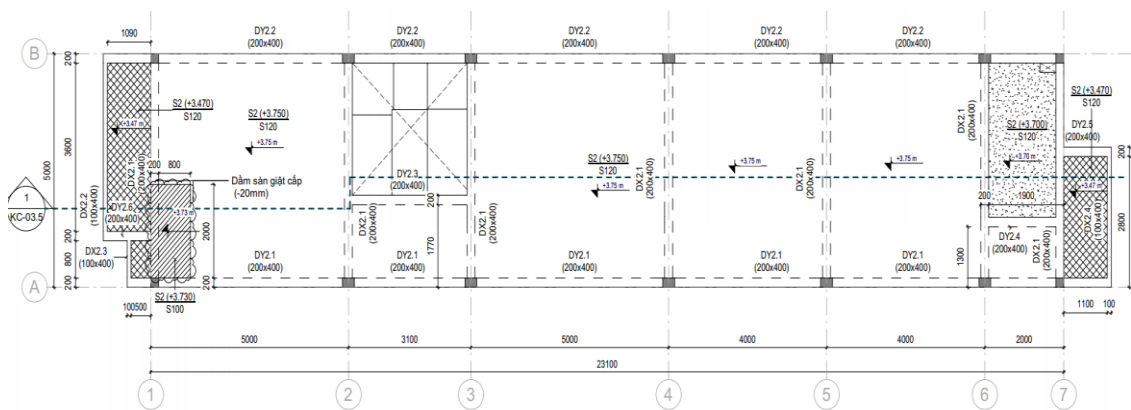 DY2.2
(200x400)
DY2.2
(200x400)
DY2.2
(200x400)
DY2.2
(200x400)
DY2.2
(200x400)
1090
B
200
3600
5000
200
800
200
A
S2 (+3.470)
S120
+3.47 m
S2 (+3.750)
S120
+3.75 m
DX2.1
(200x400)
200
800
Dầm sàn giật cấp
(-20mm)
DX2.2
(100x400)
DY2.6
(200x400)
+3.73 m
2000
200
DX2.3
(100x400)
1
KC-03.5
S2 (+3.730)
S100
100
500
DY2.1
(200x400)
DY2.3
(200x400)
200
DX2.1
(200x400)
1770
DY2.1
(200x400)
DX2.1
(200x400)
S2 (+3.750)
S120
+3.75 m
DX2.1
(200x400)
DY2.1
(200x400)
+3.75 m
DX2.1
(200x400)
DY2.1
(200x400)
+3.75 m
DY2.1
(200x400)
DX2.1
(200x400)
S2 (+3.700)
S120
+3.70 m
S2 (+3.470)
S120
DY2.5
(200x400)
200
+3.47 m
200
1900
DX2.4
(100x400)
2800
DY2.4
(200x400)
DX2.1
(200x400)
1300
1100
100
5000
3100
5000
4000
4000
2000
23100
1
2
3
4
5
6
7